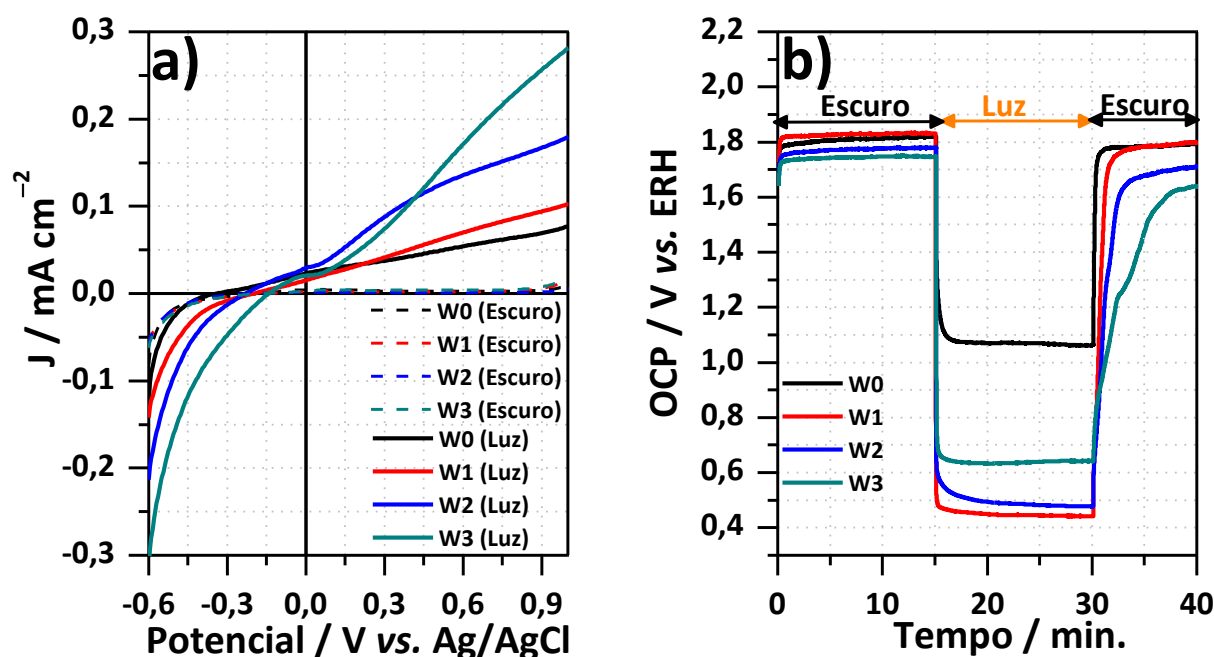 a)
0,3
0,2
0,1
0,0
-0,1
-0,2
-0,3
J / mA cm⁻²
W0 (Escuro)
W1 (Escuro)
W2 (Escuro)
W3 (Escuro)
W0 (Luz)
W1 (Luz)
W2 (Luz)
W3 (Luz)
-0,6 -0,3 0,0 0,3 0,6 0,9
Potencial / V vs. Ag/AgCl
b)
2,2
2,0
1,8
1,6
1,4
1,2
1,0
0,8
0,6
0,4
OCP / V vs. ERH
Escuro Luz Escuro
W0
W1
W2
W3
0 10 20 30 40
Tempo / min.